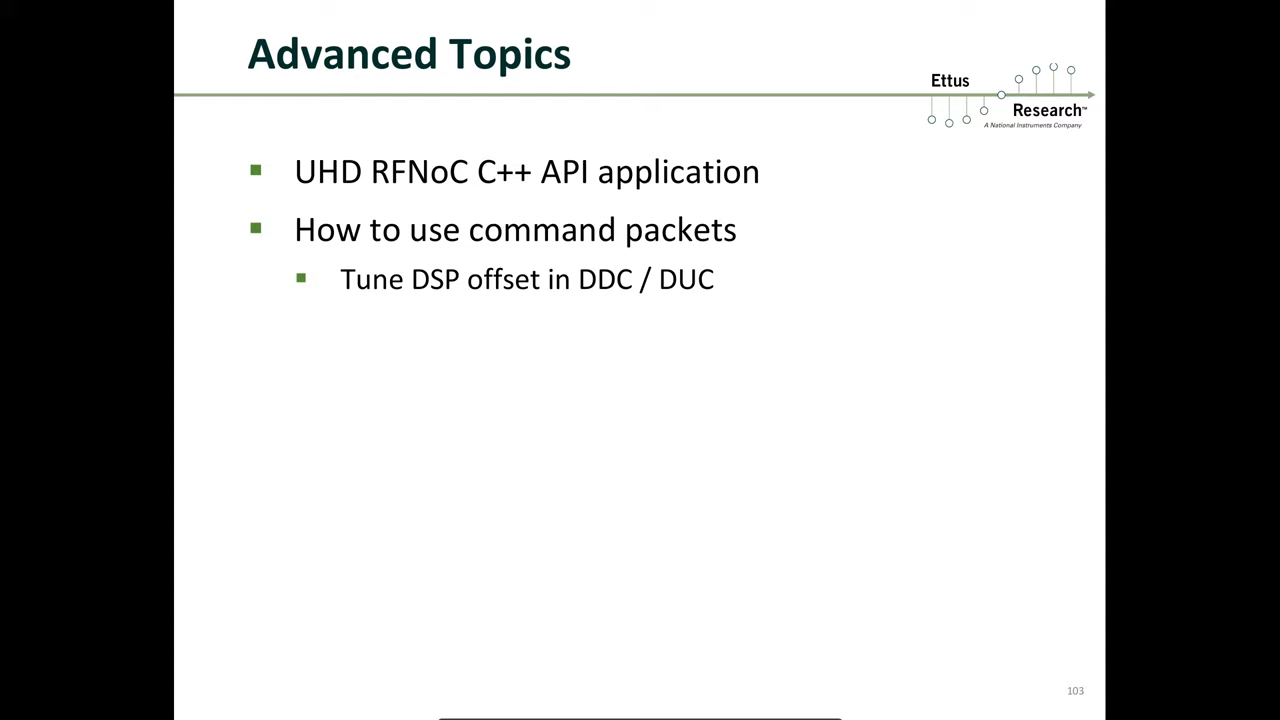 Advanced Topics
Ettus
Research™
A National Instruments Company
UHD RFNoC C++ API application
How to use command packets
Tune DSP offset in DDC / DUC
103